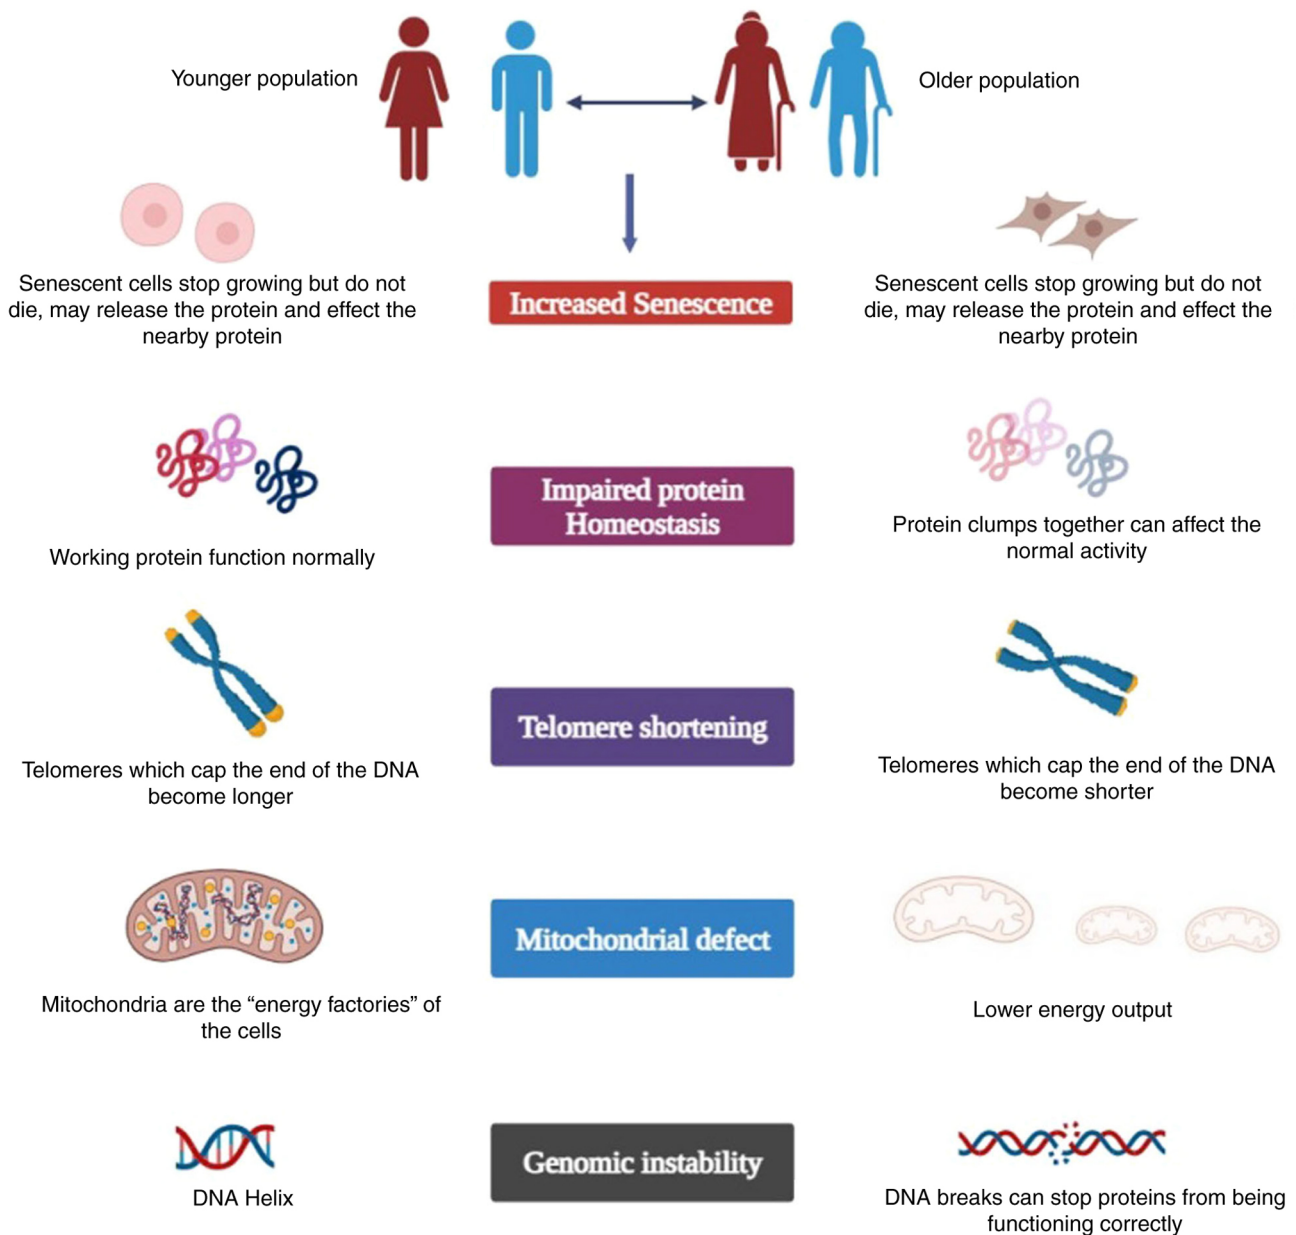 Younger population
Older population
Senescent cells stop growing but do not
die, may release the protein and effect the
nearby protein
Increased Senescence
Senescent cells stop growing but do not
die, may release the protein and effect the
nearby protein
Working protein function normally
Impaired protein
Homeostasis
Protein clumps together can affect the
normal activity
Telomeres which cap the end of the DNA
become longer
Telomere shortening
Telomeres which cap the end of the DNA
become shorter
Mitochondria are the “energy factories” of
the cells
Mitochondrial defect
Lower energy output
DNA Helix
Genomic instability
DNA breaks can stop proteins from being
functioning correctly